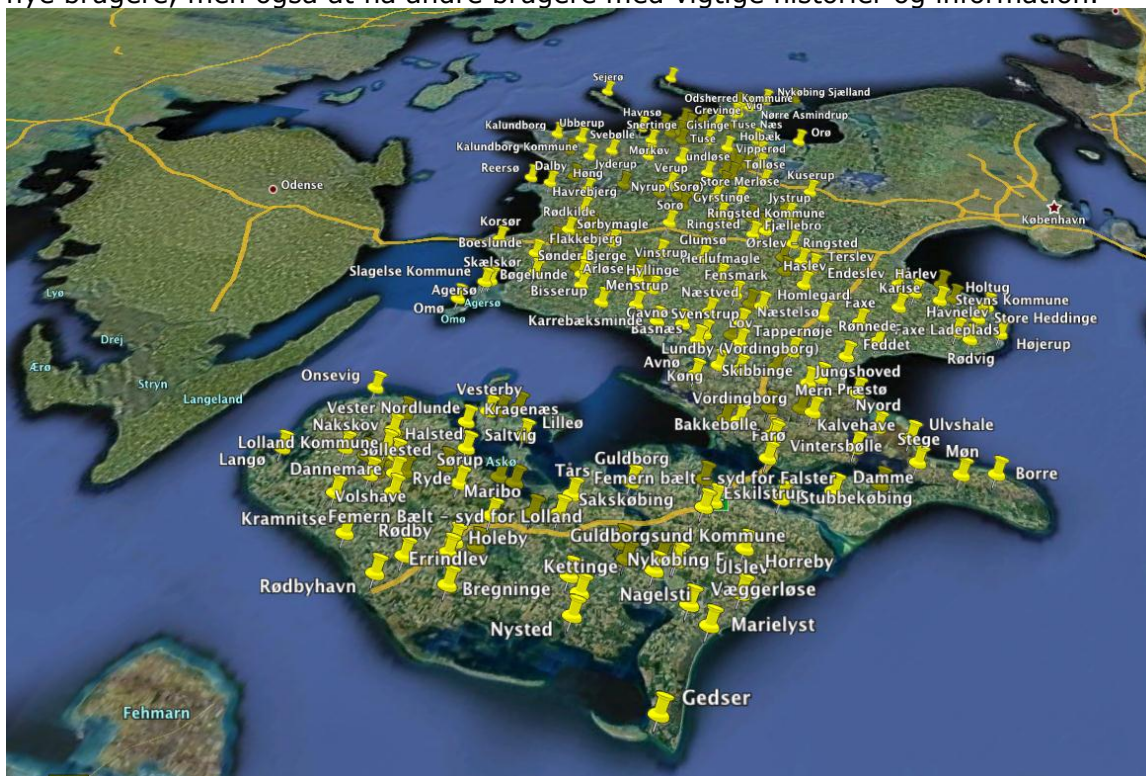 nye brugere, men også at nå andre brugere med vigtige historier og information.
Sejerø
Nykøbing Sjælland
Odsherred Kommune
Vig
Grevinge
Havnsø
Nørre Asmindrup
Snertinge
Gislinge
Tuse Næs
Kalundborg
Ubberup
Svebølle
Tuse
Holbæk
Orø
Kalundborg Kommune
Mørkøv
Vipperød
Jyderup
Verup
Tølløse
Reersø
Dalby
Høng
Nyrup (Sorø)
Store Merløse
Kuserup
Odense
Havrebjerg
Gyrstinge
Jystrup
Rødkilde
Sorø
Ringsted Kommune
København
Korsør
Sørbymagle
Ringsted
Fjællebro
Boeslunde
Flakkebjerg
Glumsø
Ørslev - Ringsted
Sønder Bjerge
Vinstrup
Herlufmagle
Terslev
Skælskør
Slagelse Kommune
Bøgelunde
Arløse
Hyllinge
Fensmark
Haslev
Endeslev
Hårlev
Karise
Holtug
Lyø
Agersø
Agersø
Bisserup
Menstrup
Næstved
Homlegard
Stevns Kommune
Omø
Omø
Gavnø
Svenstrup
Næstelsø
Faxe
Havnelev
Store Heddinge
Karrebæksminde
Basnæs
Lov
Tappernøje
Rønnede
Faxe Ladeplads
Højerup
Drej
Lundby (Vordingborg)
Feddet
Rødvig
Ærø
Avnø
Skibbinge
Jungshoved
Stryn
Køng
Langeland
Onsevig
Vesterby
Mern
Præstø
Vordingborg
Nyord
Vester Nordlunde
Kragenæs
Lilleø
Bakkebølle
Kalvehave
Ulvshale
Nakskov
Halsted
Saltvig
Farø
Vintersbølle
Stege
Lolland Kommune
Søllested
Guldborg
Møn
Langø
Sørup
Askø
Tårs
Femern bælt - syd for Falster
Damme
Borre
Dannemare
Ryde
Maribo
Sakskøbing
Eskilstrup
Stubbekøbing
Volshave
Kramnitse
Femern Bælt - syd for Lolland
Rødby
Holeby
Guldborgsund Kommune
Errindlev
Kettinge
Nykøbing F
Ulslev
Horreby
Rødbyhavn
Bregninge
Nagelsti
Væggerløse
Nysted
Marielyst
Gedser
Fehmarn